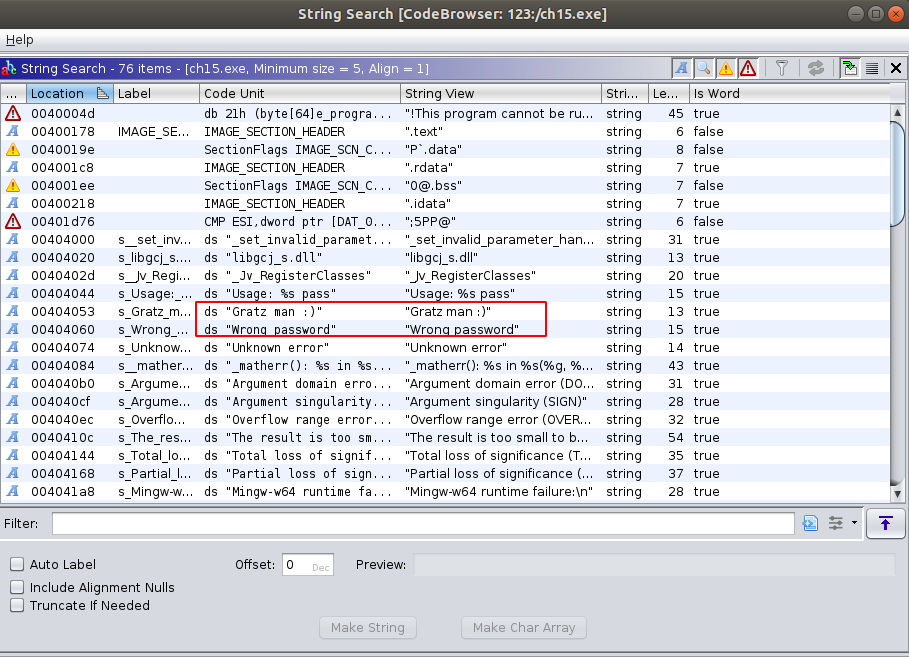 String Search [CodeBrowser: 123:/ch15.exe]
Help
String Search - 76 items - [ch15.exe, Minimum size = 5, Align = 1]
... Location Label Code Unit String View Stri... Le... Is Word
0040004d db 21h (byte[64]e_progra... "!This program cannot be ru... string 45 true
00400178 IMAGE_SE... IMAGE_SECTION_HEADER ".text" string 6 false
0040019e SectionFlags IMAGE_SCN_C... "P`.data" string 8 false
004001c8 IMAGE_SECTION_HEADER ".rdata" string 7 true
004001ee SectionFlags IMAGE_SCN_C... "0@.bss" string 7 false
00400218 IMAGE_SECTION_HEADER ".idata" string 7 true
00401d76 CMP ESI,dword ptr [DAT_0... ";5PP@" string 6 false
00404000 s__set_inv... ds "_set_invalid_paramet... "_set_invalid_parameter_han... string 31 true
00404020 s_libgcj_s.... ds "libgcj_s.dll" "libgcj_s.dll" string 13 true
0040402d s__Jv_Regi... ds "_Jv_RegisterClasses" "_Jv_RegisterClasses" string 20 true
00404044 s_Usage:_... ds "Usage: %s pass" "Usage: %s pass" string 15 true
00404053 s_Gratz_m... ds "Gratz man :)" "Gratz man :)" string 13 true
00404060 s_Wrong_... ds "Wrong password" "Wrong password" string 15 true
00404074 s_Unknow... ds "Unknown error" "Unknown error" string 14 true
00404084 s__mather... ds "_matherr(): %s in %s... "_matherr(): %s in %s(%g, %... string 43 true
004040b0 s_Argume... ds "Argument domain erro... "Argument domain error (DO... string 31 true
004040cf s_Argume... ds "Argument singularity... "Argument singularity (SIGN)" string 28 true
004040ec s_Overflo... ds "Overflow range error... "Overflow range error (OVER... string 32 true
0040410c s_The_res... ds "The result is too sm... "The result is too small to b... string 54 true
00404144 s_Total_lo... ds "Total loss of signif... "Total loss of significance (T... string 35 true
00404168 s_Partial_l... ds "Partial loss of sign... "Partial loss of significance (... string 37 true
004041a8 s_Mingw-w... ds "Mingw-w64 runtime fa... "Mingw-w64 runtime failure:\n" string 28 true
Filter:
Auto Label Offset: 0 Dec Preview:
Include Alignment Nulls
Truncate If Needed
Make String Make Char Array